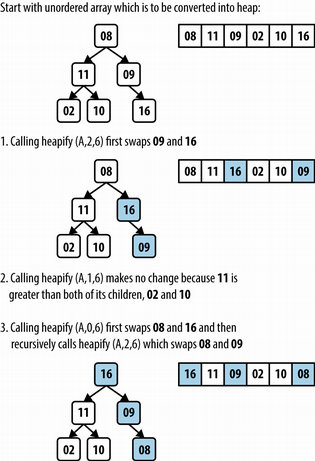 Start with unordered array which is to be converted into heap:
08
08 11 09 02 10 16
11 09
02 10 16
1. Calling heapify (A,2,6) first swaps 09 and 16
08
08 11 16 02 10 09
11 16
02 10 09
2. Calling heapify (A,1,6) makes no change because 11 is
greater than both of its children, 02 and 10
3. Calling heapify (A,0,6) first swaps 08 and 16 and then
recursively calls heapify (A,2,6) which swaps 08 and 09
16
16 11 09 02 10 08
11 09
02 10 08